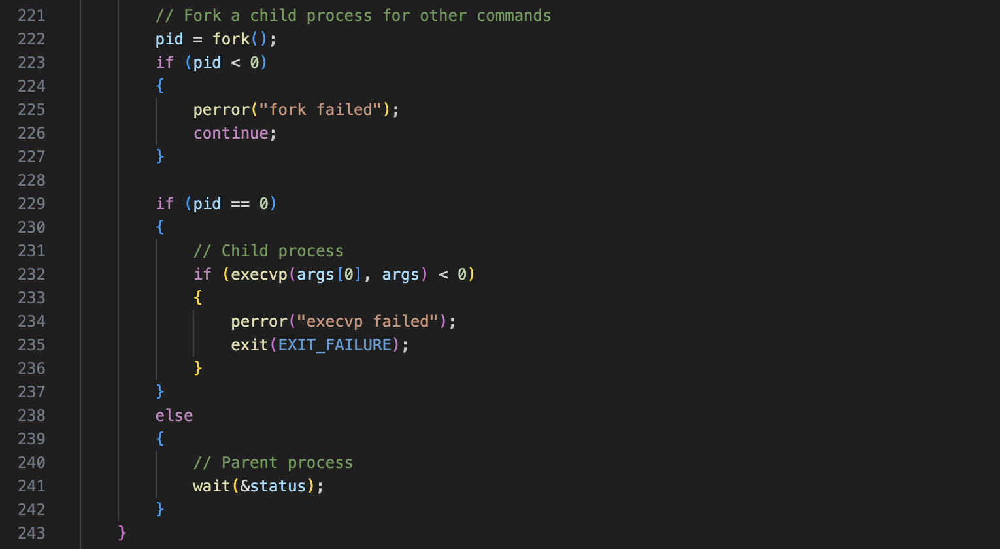 221 // Fork a child process for other commands
222 pid = fork();
223 if (pid < 0)
224 {
225 perror("fork failed");
226 continue;
227 }
228
229 if (pid == 0)
230 {
231 // Child process
232 if (execvp(args[0], args) < 0)
233 {
234 perror("execvp failed");
235 exit(EXIT_FAILURE);
236 }
237 }
238 else
239 {
240 // Parent process
241 wait(&status);
242 }
243 }